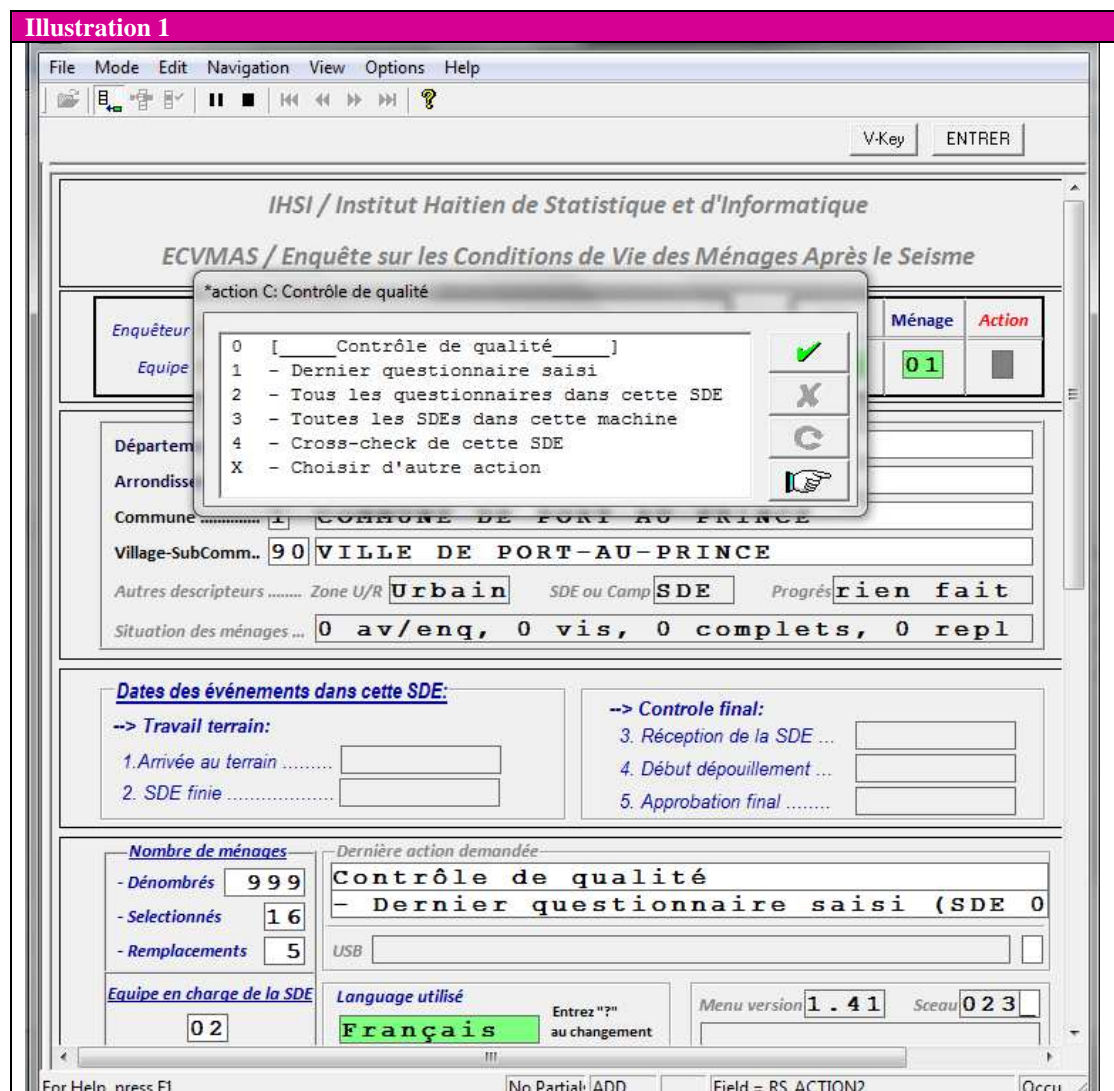 Illustration 1
File Mode Edit Navigation View Options Help
V-Key ENTRER
IHSI / Institut Haitien de Statistique et d'Informatique
ECVMAS / Enquête sur les Conditions de Vie des Ménages Après le Seisme
*action C: Contrôle de qualité
Enquêteur Ménage Action
Equipe 01
0 [_____Contrôle de qualité_____]
1 - Dernier questionnaire saisi
2 - Tous les questionnaires dans cette SDE
3 - Toutes les SDEs dans cette machine
4 - Cross-check de cette SDE
X - Choisir d'autre action
Départem
Arrondisse
Commune .............. 1 COMMUNE DE PORT AU PRINCE
Village-SubComm.. 90 VILLE DE PORT-AU-PRINCE
Autres descripteurs ........ Zone U/R Urbain SDE ou Camp SDE Progrés rien fait
Situation des ménages ... 0 av/enq, 0 vis, 0 complets, 0 repl
Dates des événements dans cette SDE:
--> Travail terrain:
1.Arrivée au terrain .........
2. SDE finie ...................
--> Controle final:
3. Réception de la SDE ...
4. Début dépouillement ...
5. Approbation final ........
Nombre de ménages
- Dénombrés 999
- Selectionnés 16
- Remplacements 5
Dernière action demandée
Contrôle de qualité
- Dernier questionnaire saisi (SDE 0
USB
Equipe en charge de la SDE
02
Language utilisé
Français
Entrez "?"
au changement
Menu version 1.41 Sceau 023_
For Help, press F1 No Partial: ADD Field = RS_ACTION2 Occu